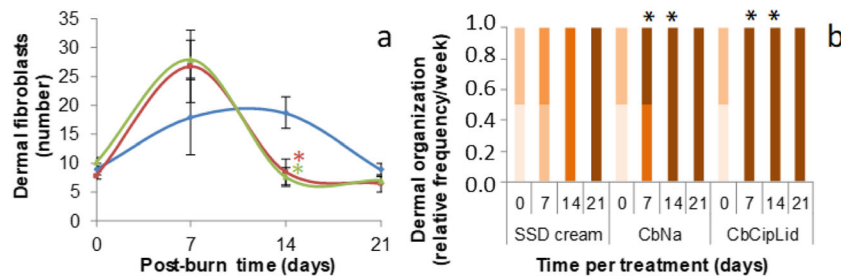 a
35
30
25
20
15
10
5
0
Dermal fibroblasts
(number)
*
*
0 7 14 21
Post-burn time (days)
b
* * * *
1.0
0.8
0.6
0.4
0.2
0.0
Dermal organization
(relative frequency/week)
0 7 14 21 0 7 14 21 0 7 14 21
SSD cream CbNa CbCipLid
Time per treatment (days)